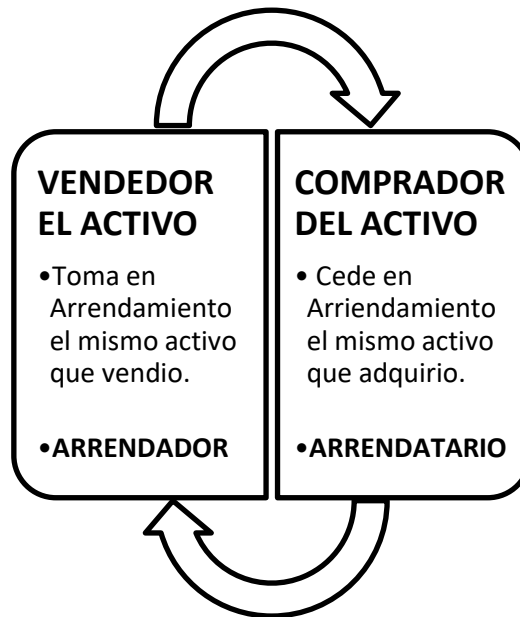 VENDEDOR
EL ACTIVO
•Toma en
Arrendamiento
el mismo activo
que vendio.
•ARRENDADOR
COMPRADOR
DEL ACTIVO
• Cede en
Arriendamiento
el mismo activo
que adquirio.
•ARRENDATARIO